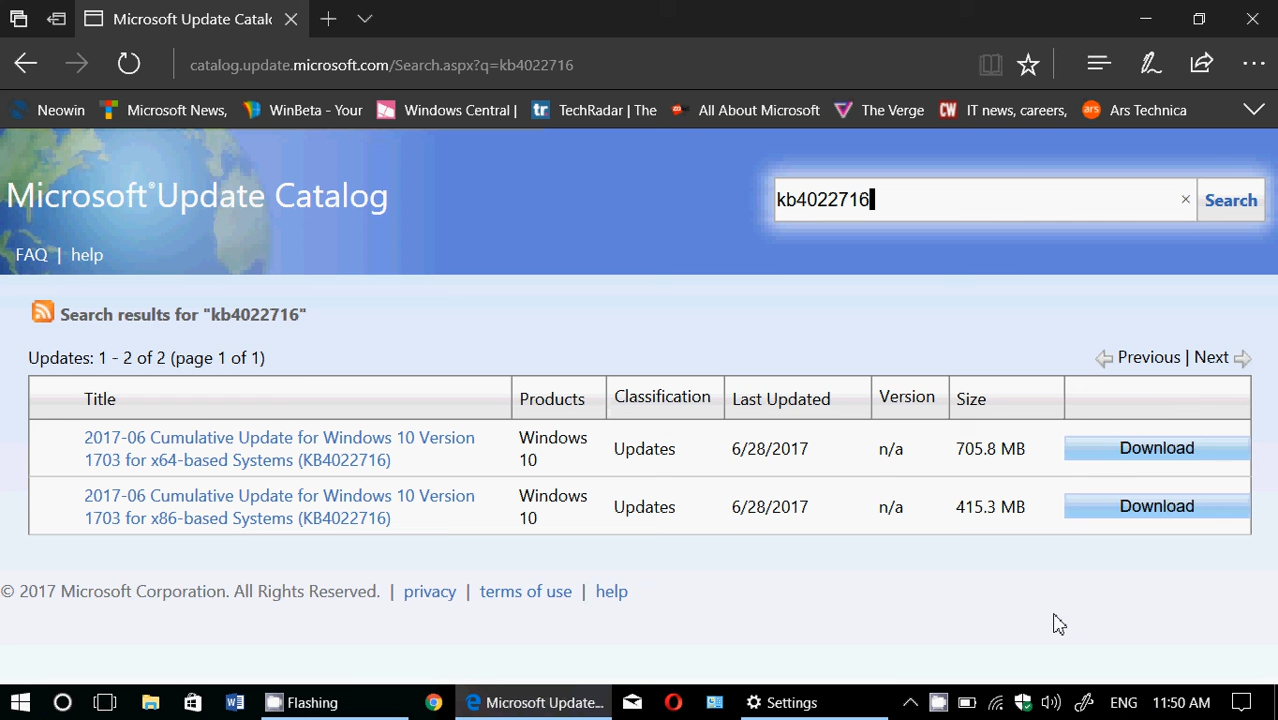 Microsoft Update Catalo
catalog.update.microsoft.com/Search.aspx?q=kb4022716
Neowin
Microsoft News,
WinBeta - Your
Windows Central |
tr
TechRadar | The
All About Microsoft
The Verge
CW
IT news, careers,
ars
Ars Technica
Microsoft®Update Catalog
kb4022716
Search
FAQ | help
Search results for "kb4022716"
Updates: 1 - 2 of 2 (page 1 of 1)
Previous | Next
Title
Products
Classification
Last Updated
Version
Size
2017-06 Cumulative Update for Windows 10 Version
1703 for x64-based Systems (KB4022716)
Windows
10
Updates
6/28/2017
n/a
705.8 MB
Download
2017-06 Cumulative Update for Windows 10 Version
1703 for x86-based Systems (KB4022716)
Windows
10
Updates
6/28/2017
n/a
415.3 MB
Download
© 2017 Microsoft Corporation. All Rights Reserved. | privacy | terms of use | help
Flashing
Microsoft Update...
Settings
ENG
11:50 AM